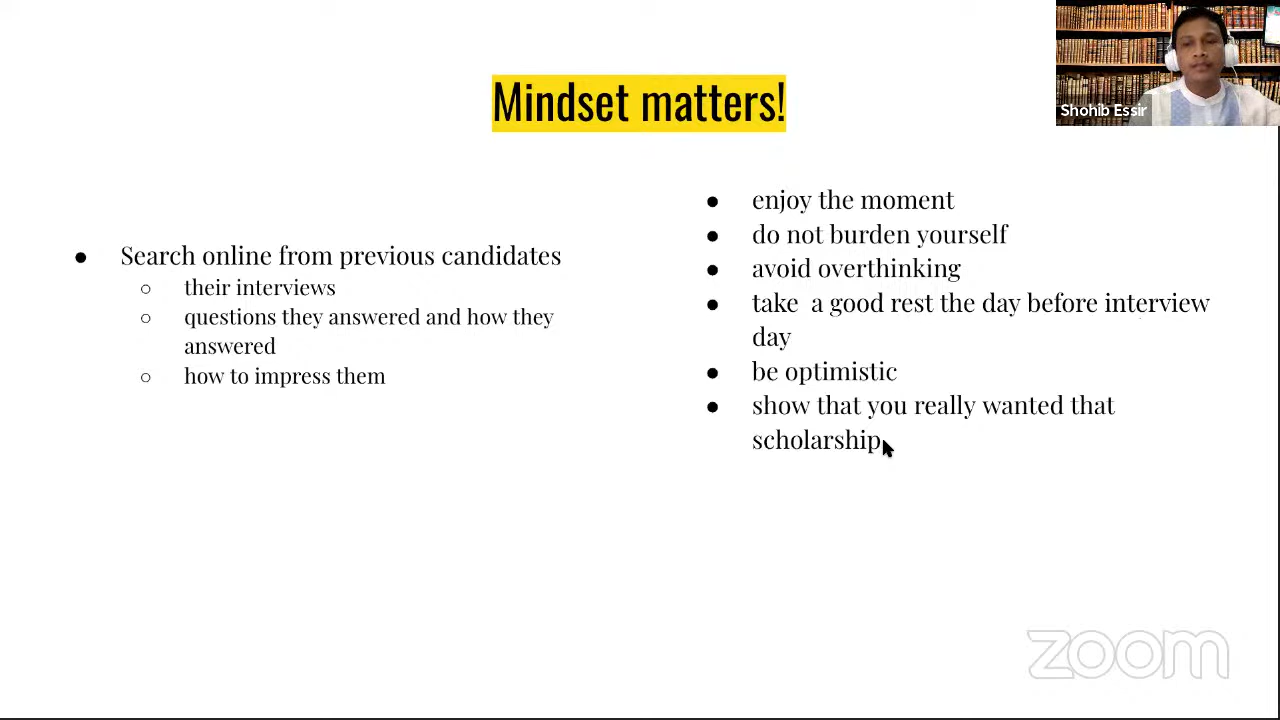 Mindset matters!
Shohib Essir
● Search online from previous candidates
○ their interviews
○ questions they answered and how they
answered
○ how to impress them
● enjoy the moment
● do not burden yourself
● avoid overthinking
● take  a good rest the day before interview
day
● be optimistic
● show that you really wanted that
scholarship
zoom